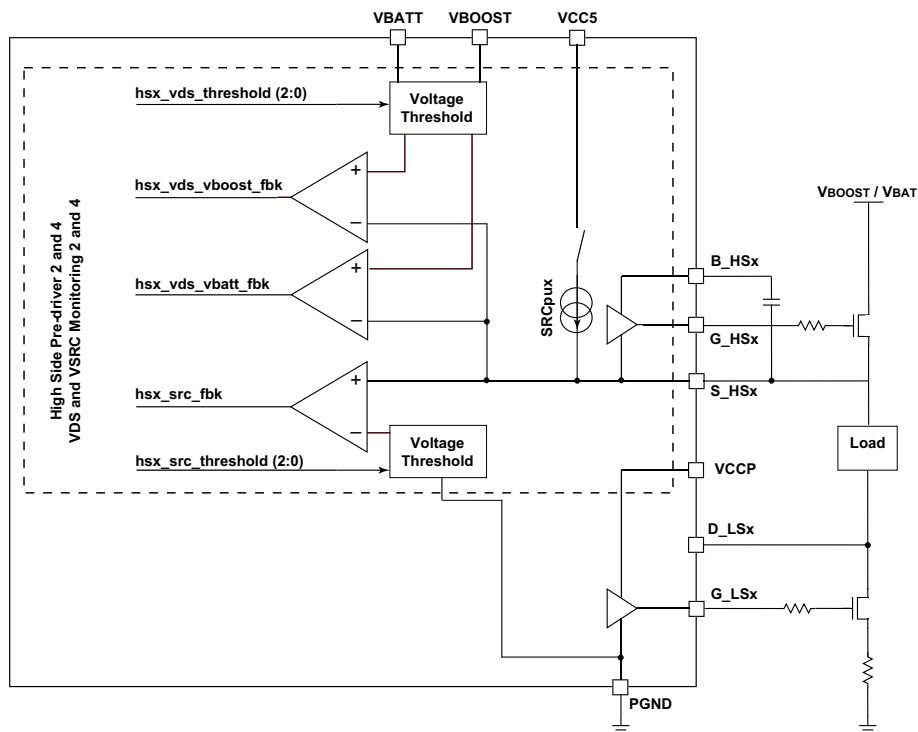 VBATT VBOOST VCC5
hsx_vds_threshold (2:0)
Voltage
Threshold
+
hsx_vds_vboost_fbk
−
High Side Pre-driver 2 and 4
VDS and VSRC Monitoring 2 and 4
+
hsx_vds_vbatt_fbk
−
SRCpux
VBOOST / VBAT
B_HSx
G_HSx
S_HSx
+
hsx_src_fbk
−
hsx_src_threshold (2:0)
Voltage
Threshold
Load
VCCP
D_LSx
G_LSx
PGND